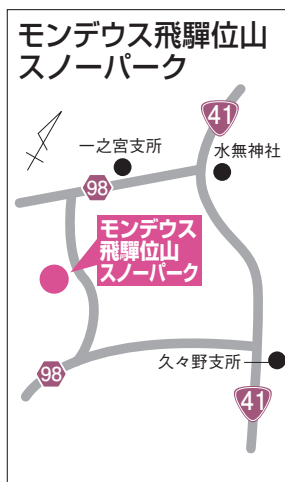 モンデウス飛驒位山
スノーパーク
41
一之宮支所
水無神社
98
モンデウス
飛驒位山
スノーパーク
久々野支所
98
41